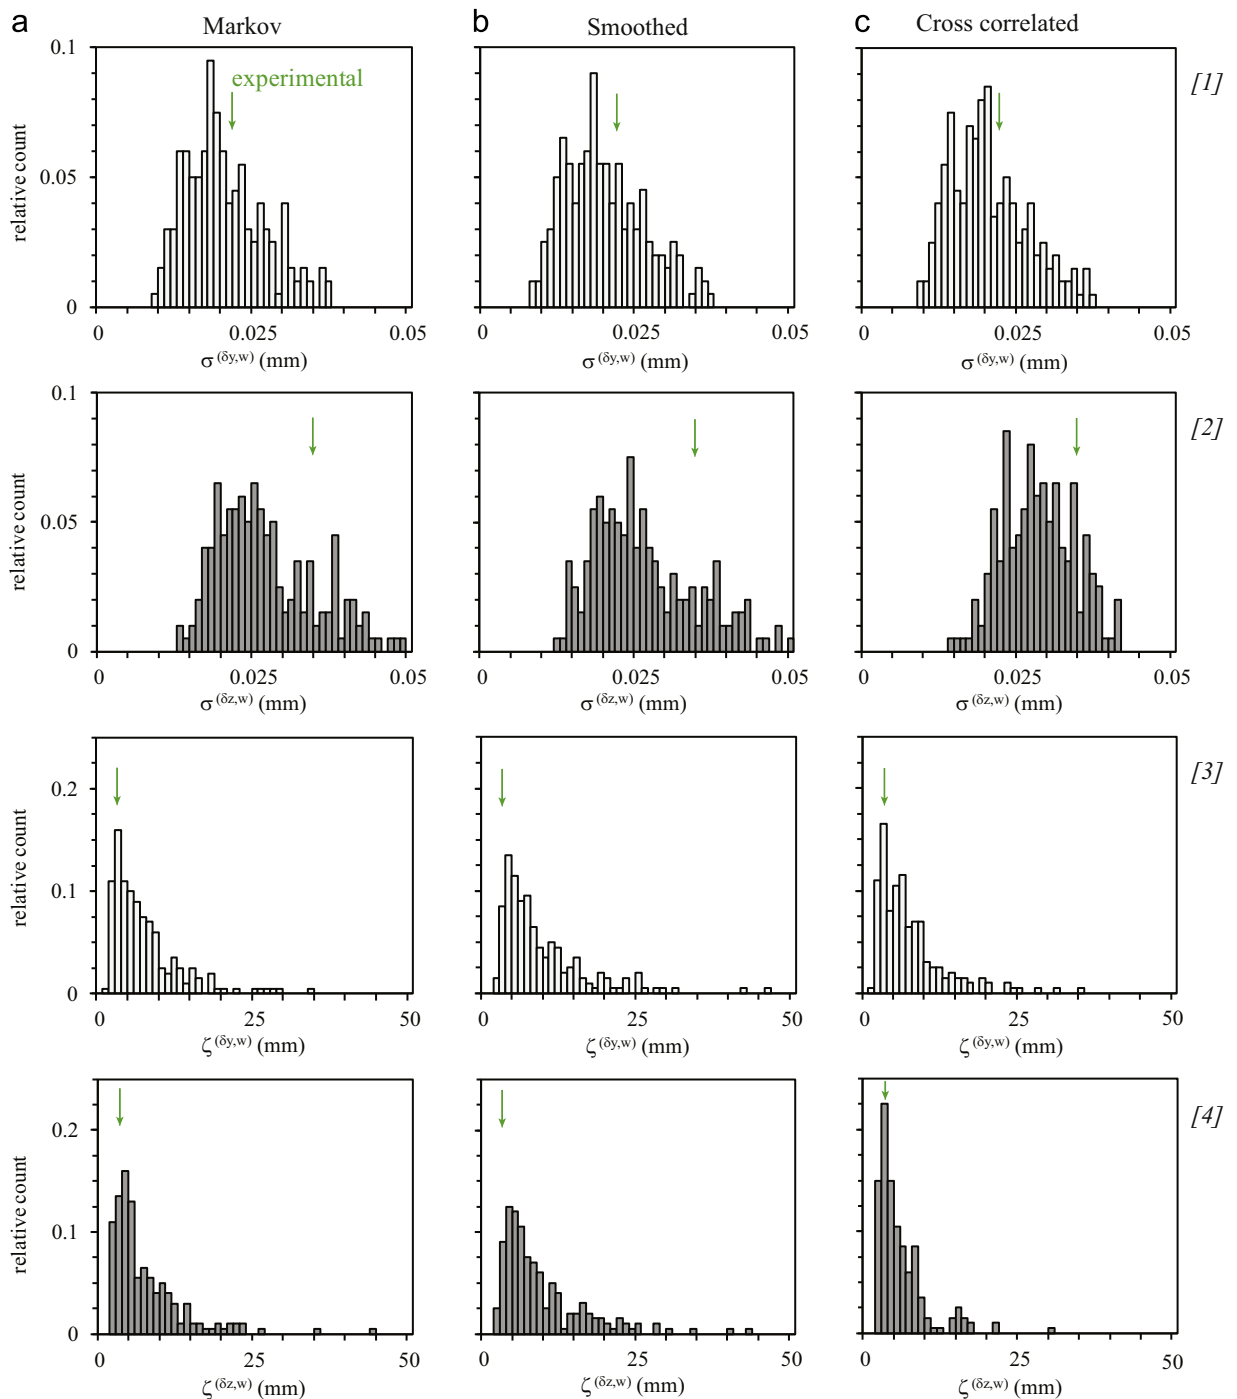 a Markov b Smoothed c Cross correlated
0.1 experimental [1]
0.05
0
relative count
0 0.025 0.05 0 0.025 0.05 0 0.025 0.05
σ(δy,w) (mm) σ(δy,w) (mm) σ(δy,w) (mm)
0.1 [2]
0.05
0
relative count
0 0.025 0.05 0 0.025 0.05 0 0.025 0.05
σ(δz,w) (mm) σ(δz,w) (mm) σ(δz,w) (mm)
[3]
0.2
0.1
0
relative count
0 25 50 0 25 50 0 25 50
ζ(δy,w) (mm) ζ(δy,w) (mm) ζ(δy,w) (mm)
[4]
0.2
0.1
0
relative count
0 25 50 0 25 50 0 25 50
ζ(δz,w) (mm) ζ(δz,w) (mm) ζ(δz,w) (mm)